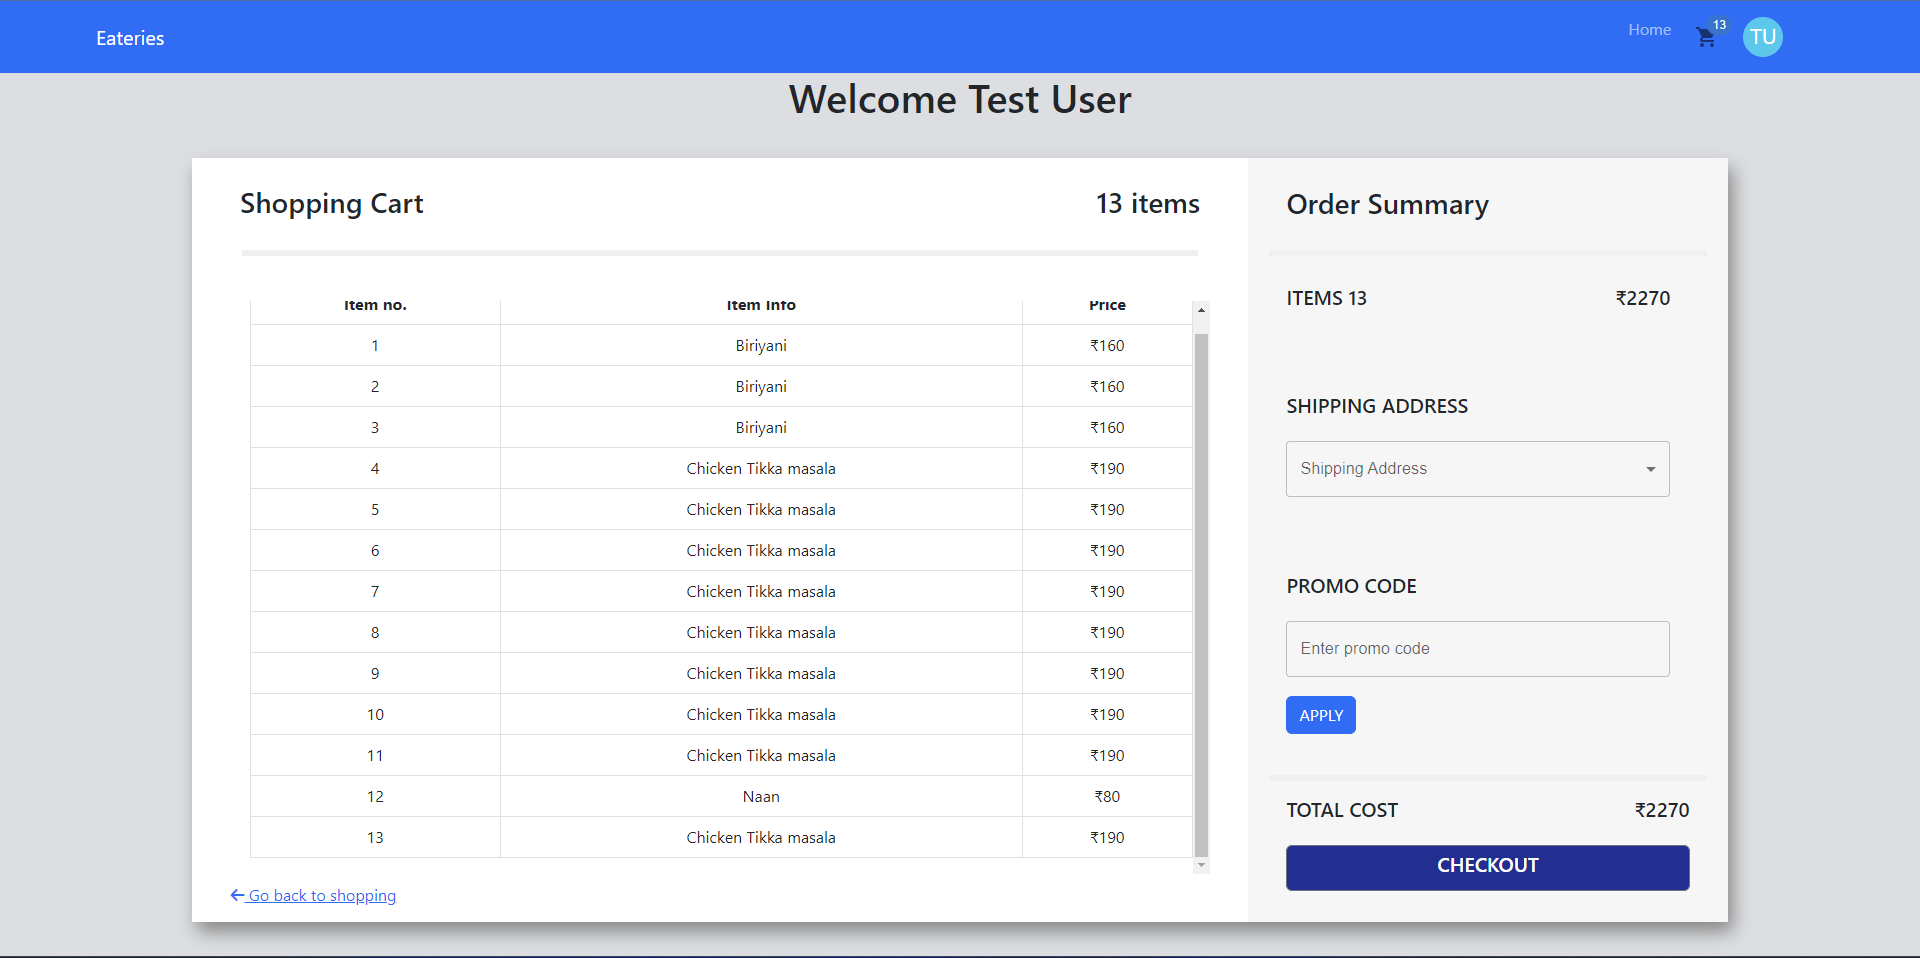 Eateries
Home
13
TU
Welcome Test User
Shopping Cart
13 items
Item no. Item Info Price
1 Biriyani ₹160
2 Biriyani ₹160
3 Biriyani ₹160
4 Chicken Tikka masala ₹190
5 Chicken Tikka masala ₹190
6 Chicken Tikka masala ₹190
7 Chicken Tikka masala ₹190
8 Chicken Tikka masala ₹190
9 Chicken Tikka masala ₹190
10 Chicken Tikka masala ₹190
11 Chicken Tikka masala ₹190
12 Naan ₹80
13 Chicken Tikka masala ₹190
Go back to shopping
Order Summary
ITEMS 13 ₹2270
SHIPPING ADDRESS
Shipping Address
PROMO CODE
Enter promo code
APPLY
TOTAL COST ₹2270
CHECKOUT